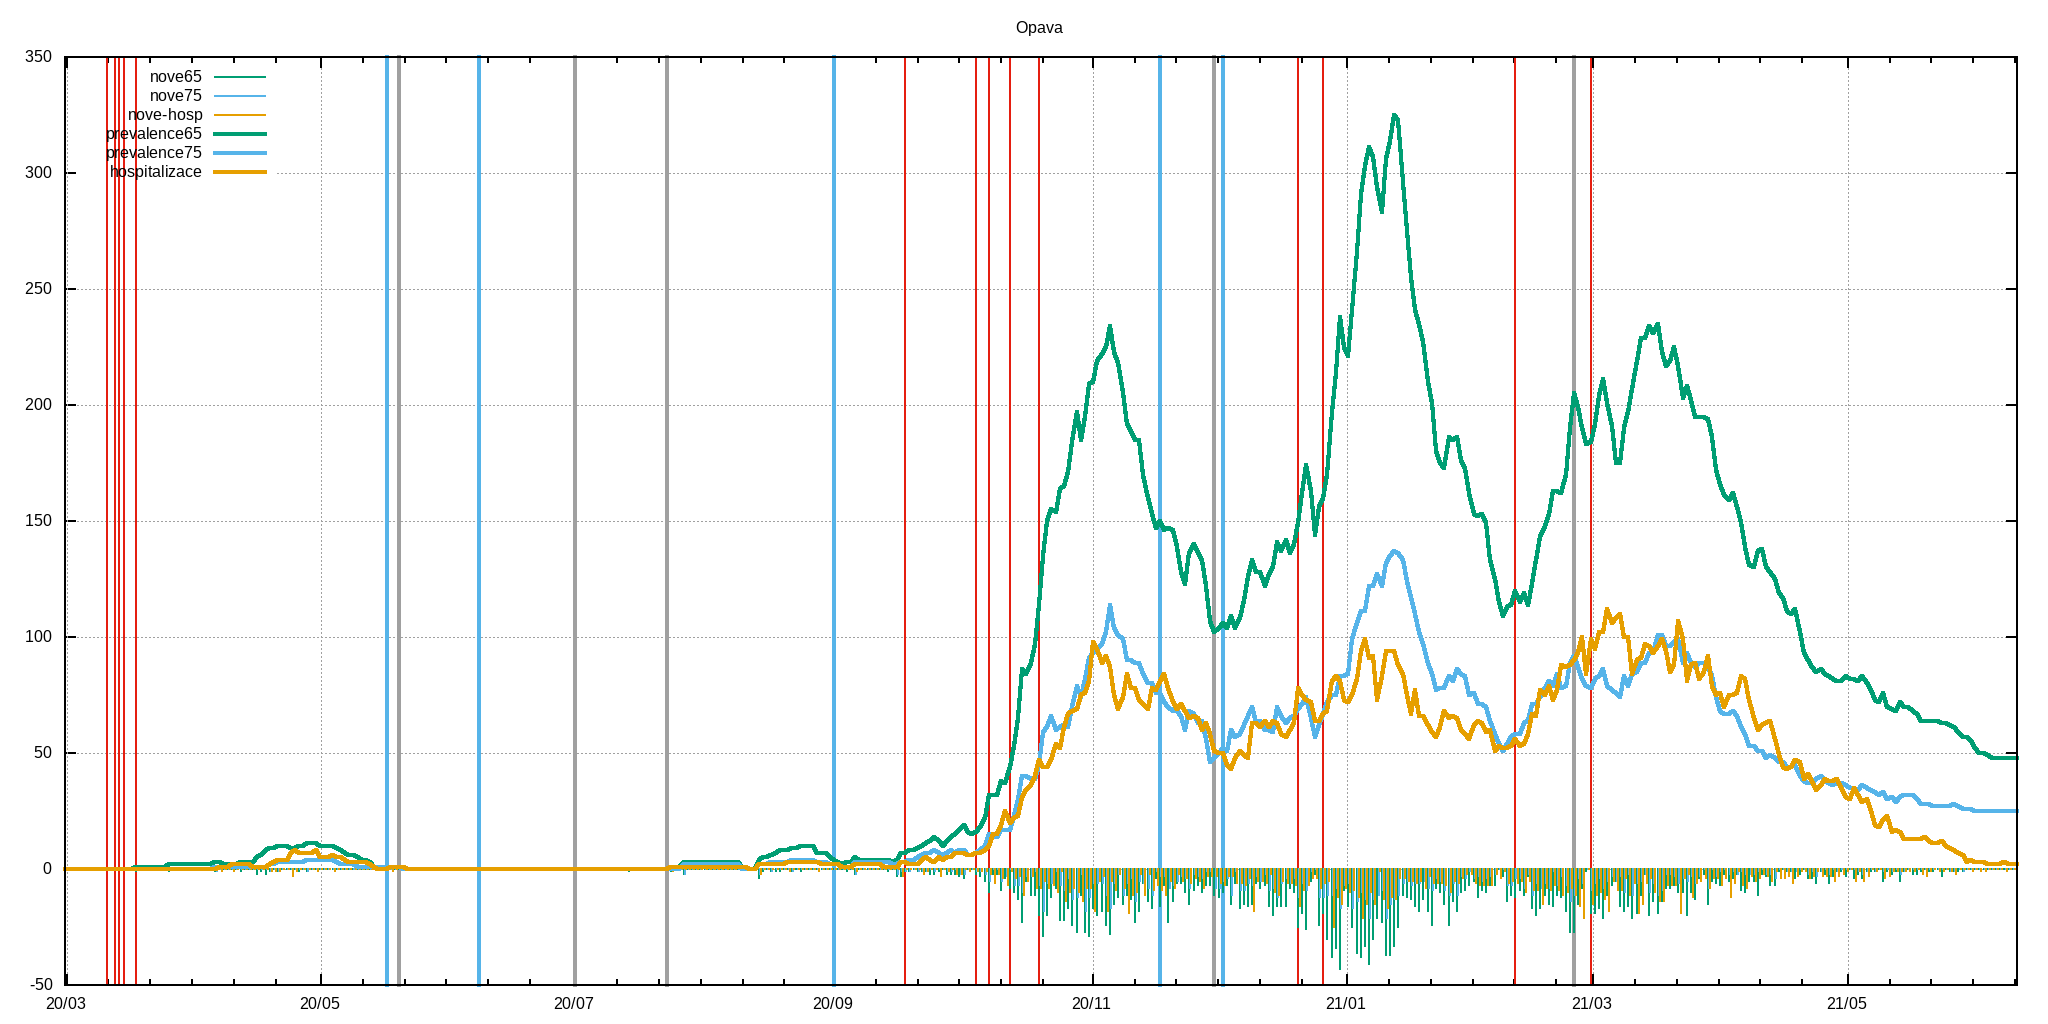 Opava
350
300
250
200
150
100
50
0
-50
nove65
nove75
nove-hosp
prevalence65
prevalence75
hospitalizace
20/03 20/05 20/07 20/09 20/11 21/01 21/03 21/05